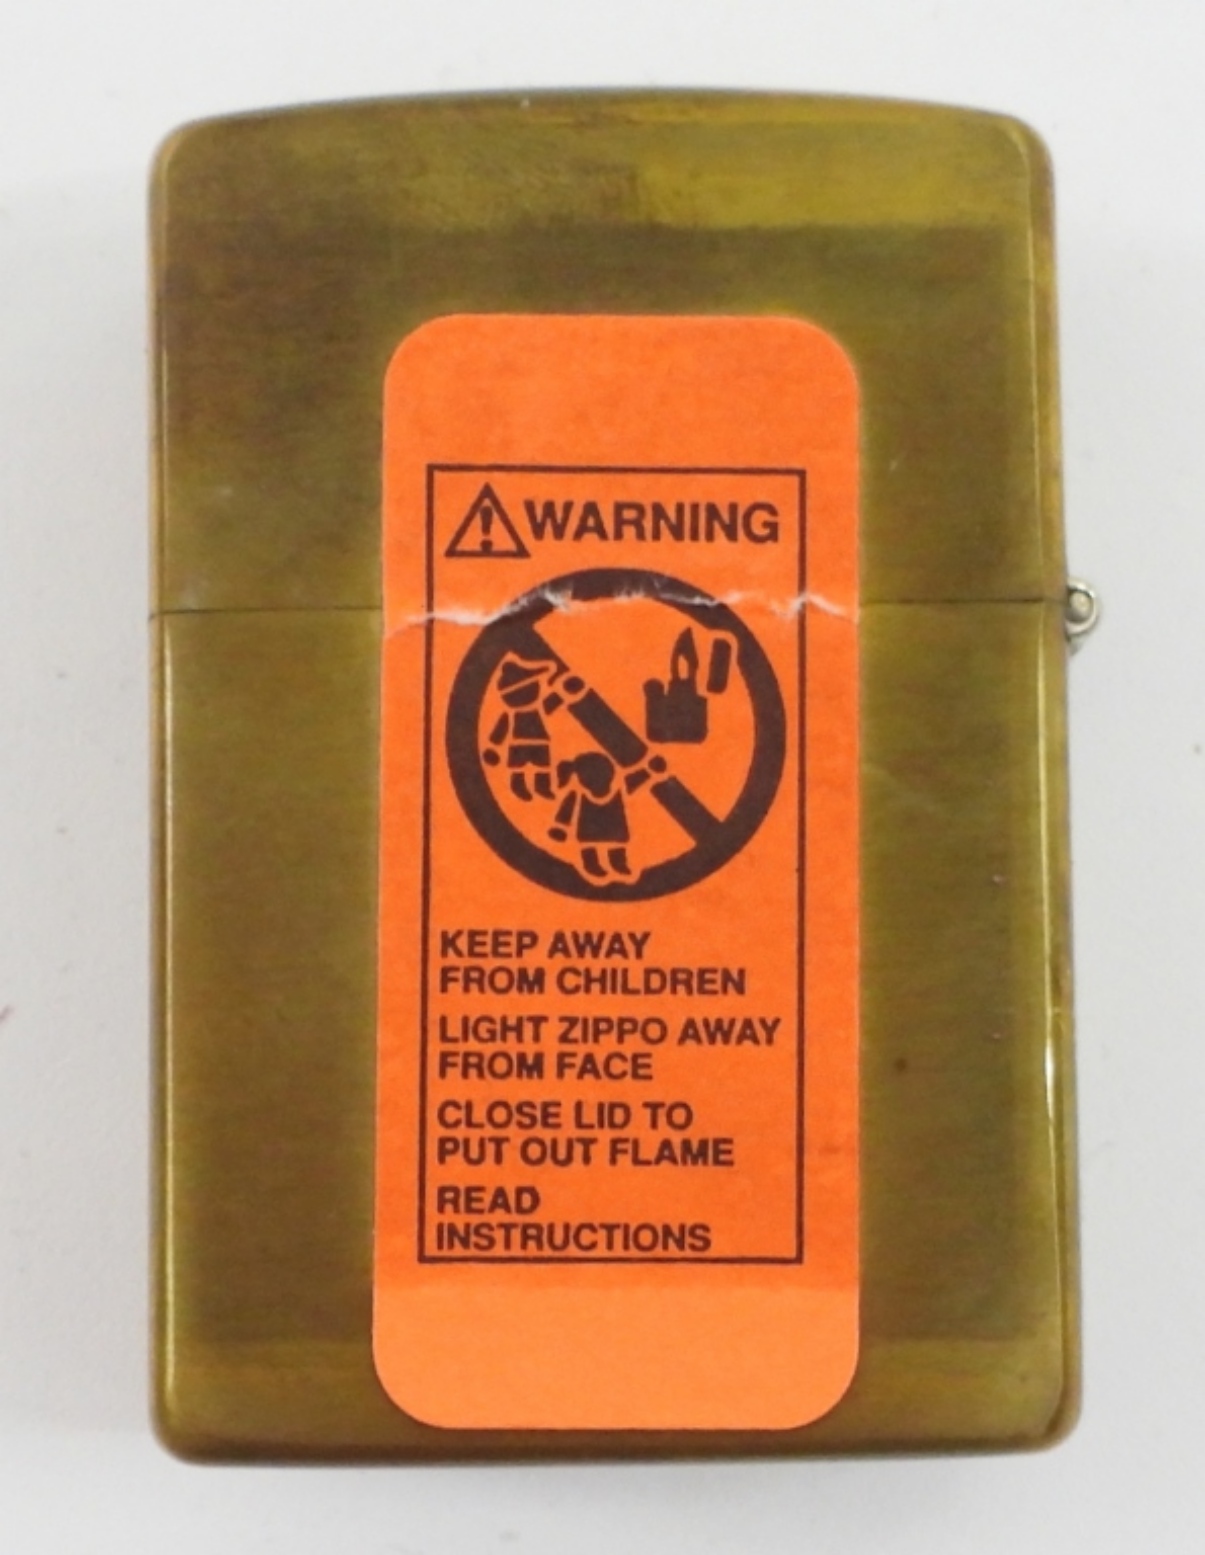 WARNING
KEEP AWAY
FROM CHILDREN
LIGHT ZIPPO AWAY
FROM FACE
CLOSE LID TO
PUT OUT FLAME
READ
INSTRUCTIONS